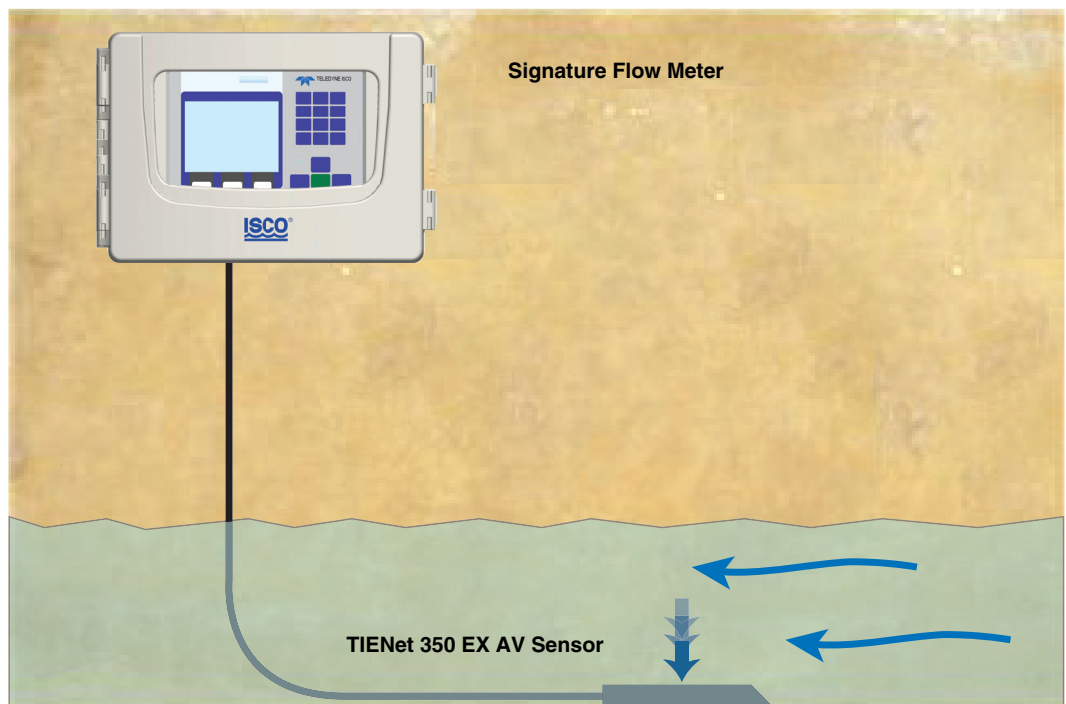 Signature Flow Meter
TELEDYNE ISCO
ISCO®
TIENet 350 EX AV Sensor